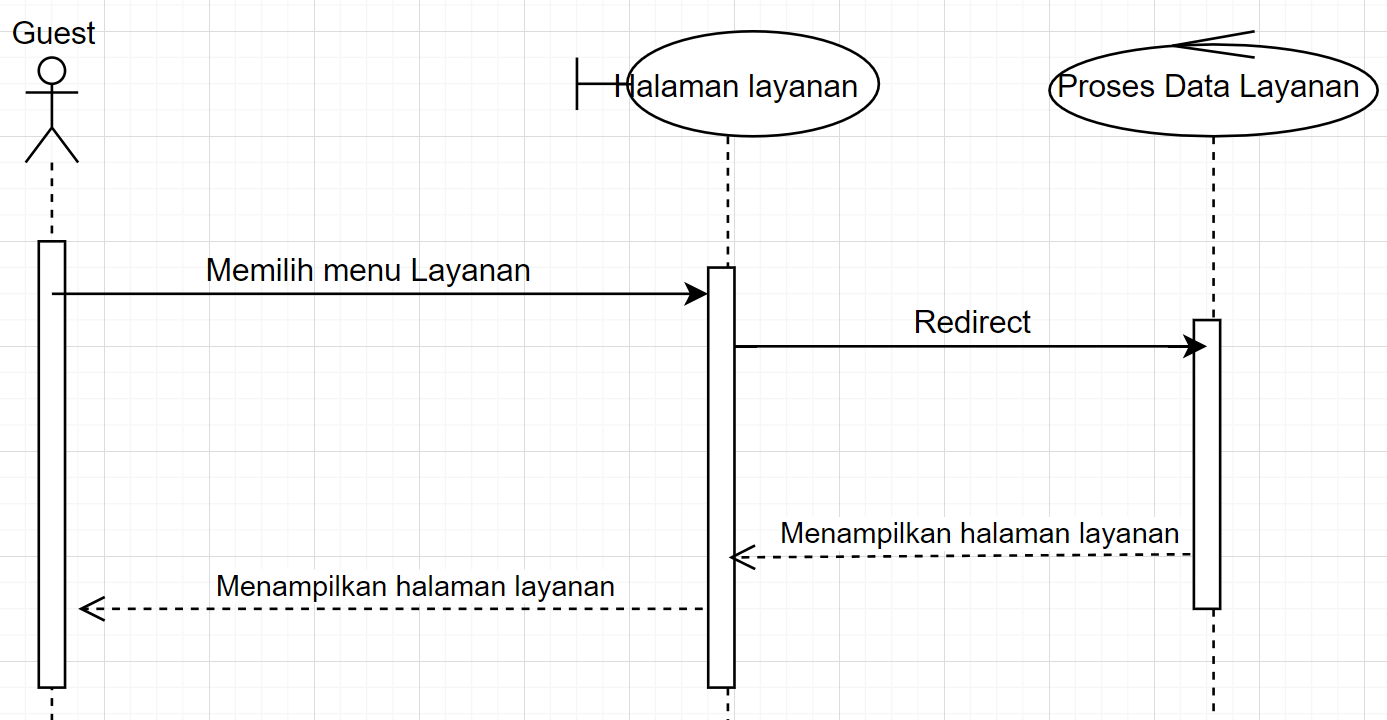 Guest
Halaman layanan
Proses Data Layanan
Memilih menu Layanan
Redirect
Menampilkan halaman layanan
Menampilkan halaman layanan